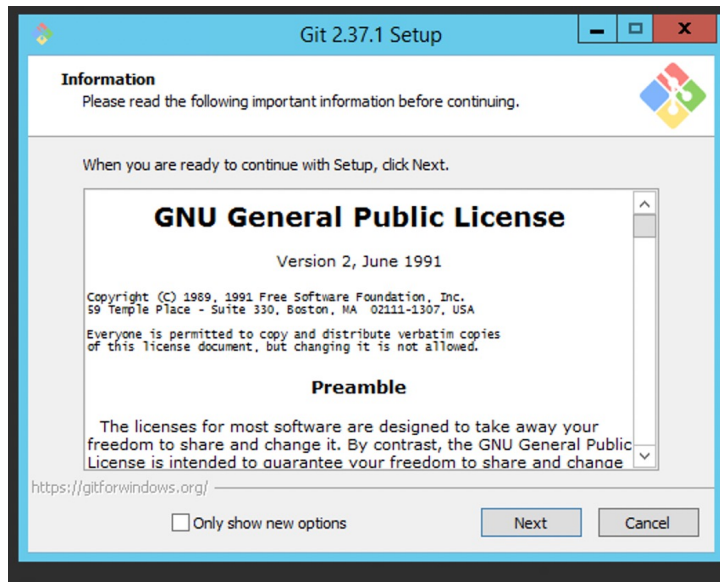 Git 2.37.1 Setup
Information
Please read the following important information before continuing.
When you are ready to continue with Setup, click Next.
GNU General Public License
Version 2, June 1991
Copyright (C) 1989, 1991 Free Software Foundation, Inc.
59 Temple Place - Suite 330, Boston, MA  02111-1307, USA
Everyone is permitted to copy and distribute verbatim copies
of this license document, but changing it is not allowed.
Preamble
The licenses for most software are designed to take away your
freedom to share and change it. By contrast, the GNU General Public
License is intended to guarantee your freedom to share and change
https://gitforwindows.org/
Only show new options
Next
Cancel